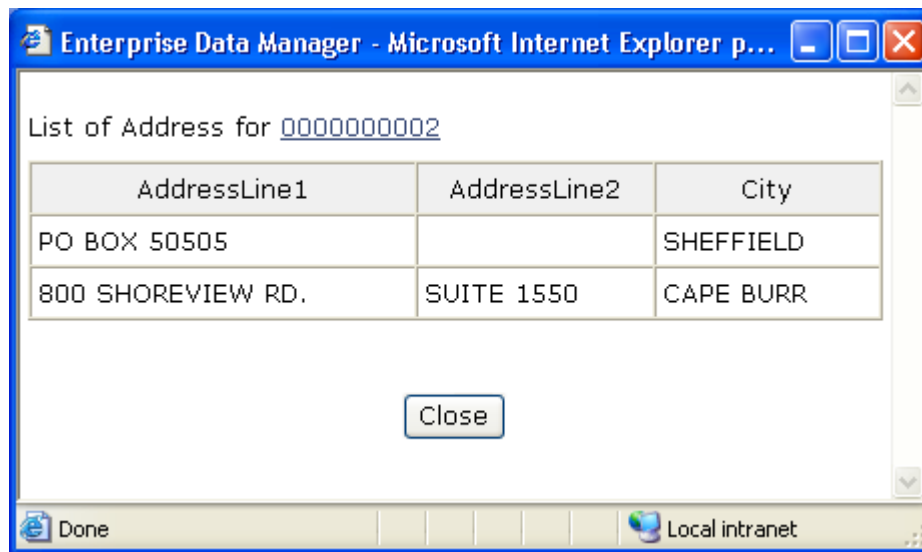 Enterprise Data Manager - Microsoft Internet Explorer p...
List of Address for 0000000002
AddressLine1 AddressLine2 City
PO BOX 50505 SHEFFIELD
800 SHOREVIEW RD. SUITE 1550 CAPE BURR
Close
Done Local intranet